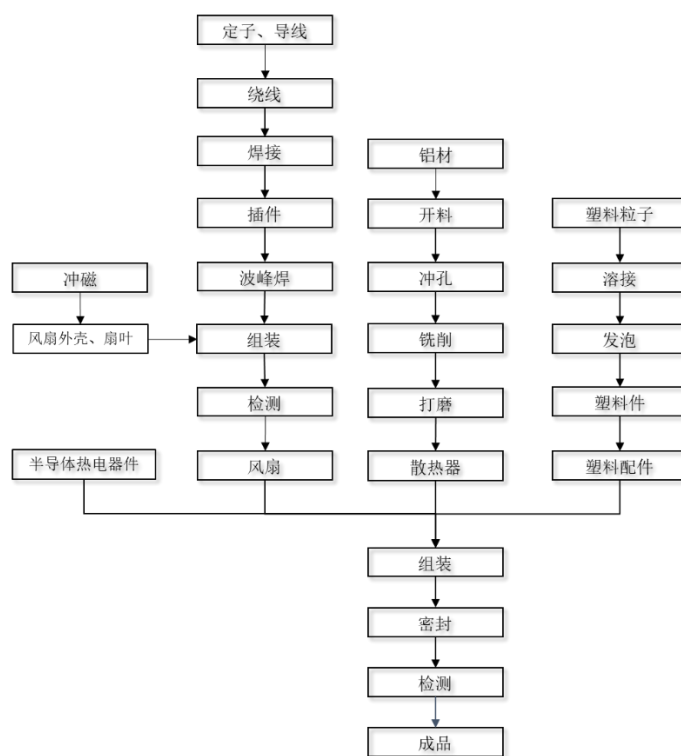 定子、导线
绕线
焊接
铝材
插件
开料
塑料粒子
冲磁
波峰焊
冲孔
溶接
风扇外壳、扇叶
组装
铣削
发泡
检测
打磨
塑料件
半导体热电器件
风扇
散热器
塑料配件
组装
密封
检测
成品